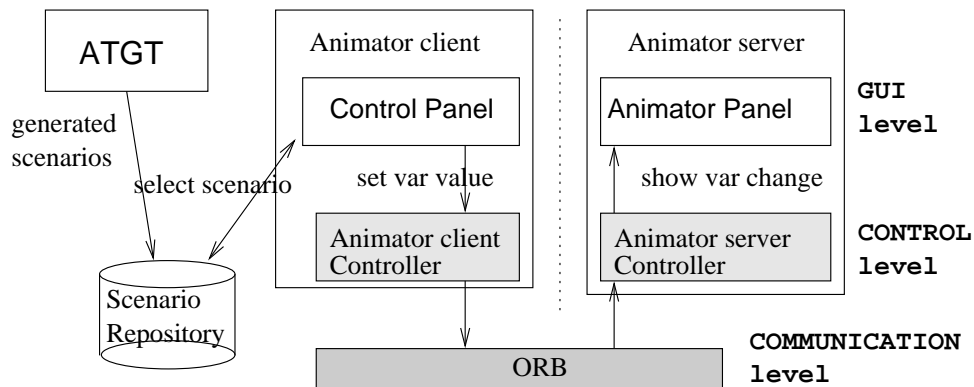 ATGT
generated
scenarios
select scenario
Scenario
Repository
Animator client
Control Panel
set var value
Animator client
Controller
Animator server
Animator Panel
show var change
Animator server
Controller
ORB
GUI
level
CONTROL
level
COMMUNICATION
level